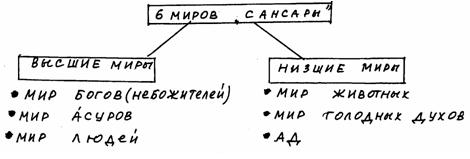 6 МИРОВ „САНСАРЫ"
ВЫСШИЕ МИРЫ
НИЗШИЕ МИРЫ
• МИР БОГОВ (НЕБОЖИТЕЛЕЙ)
• МИР ЖИВОТНЫХ
• МИР А́СУРОВ
• МИР ГОЛОДНЫХ ДУХОВ
• МИР ЛЮДЕЙ
• АД